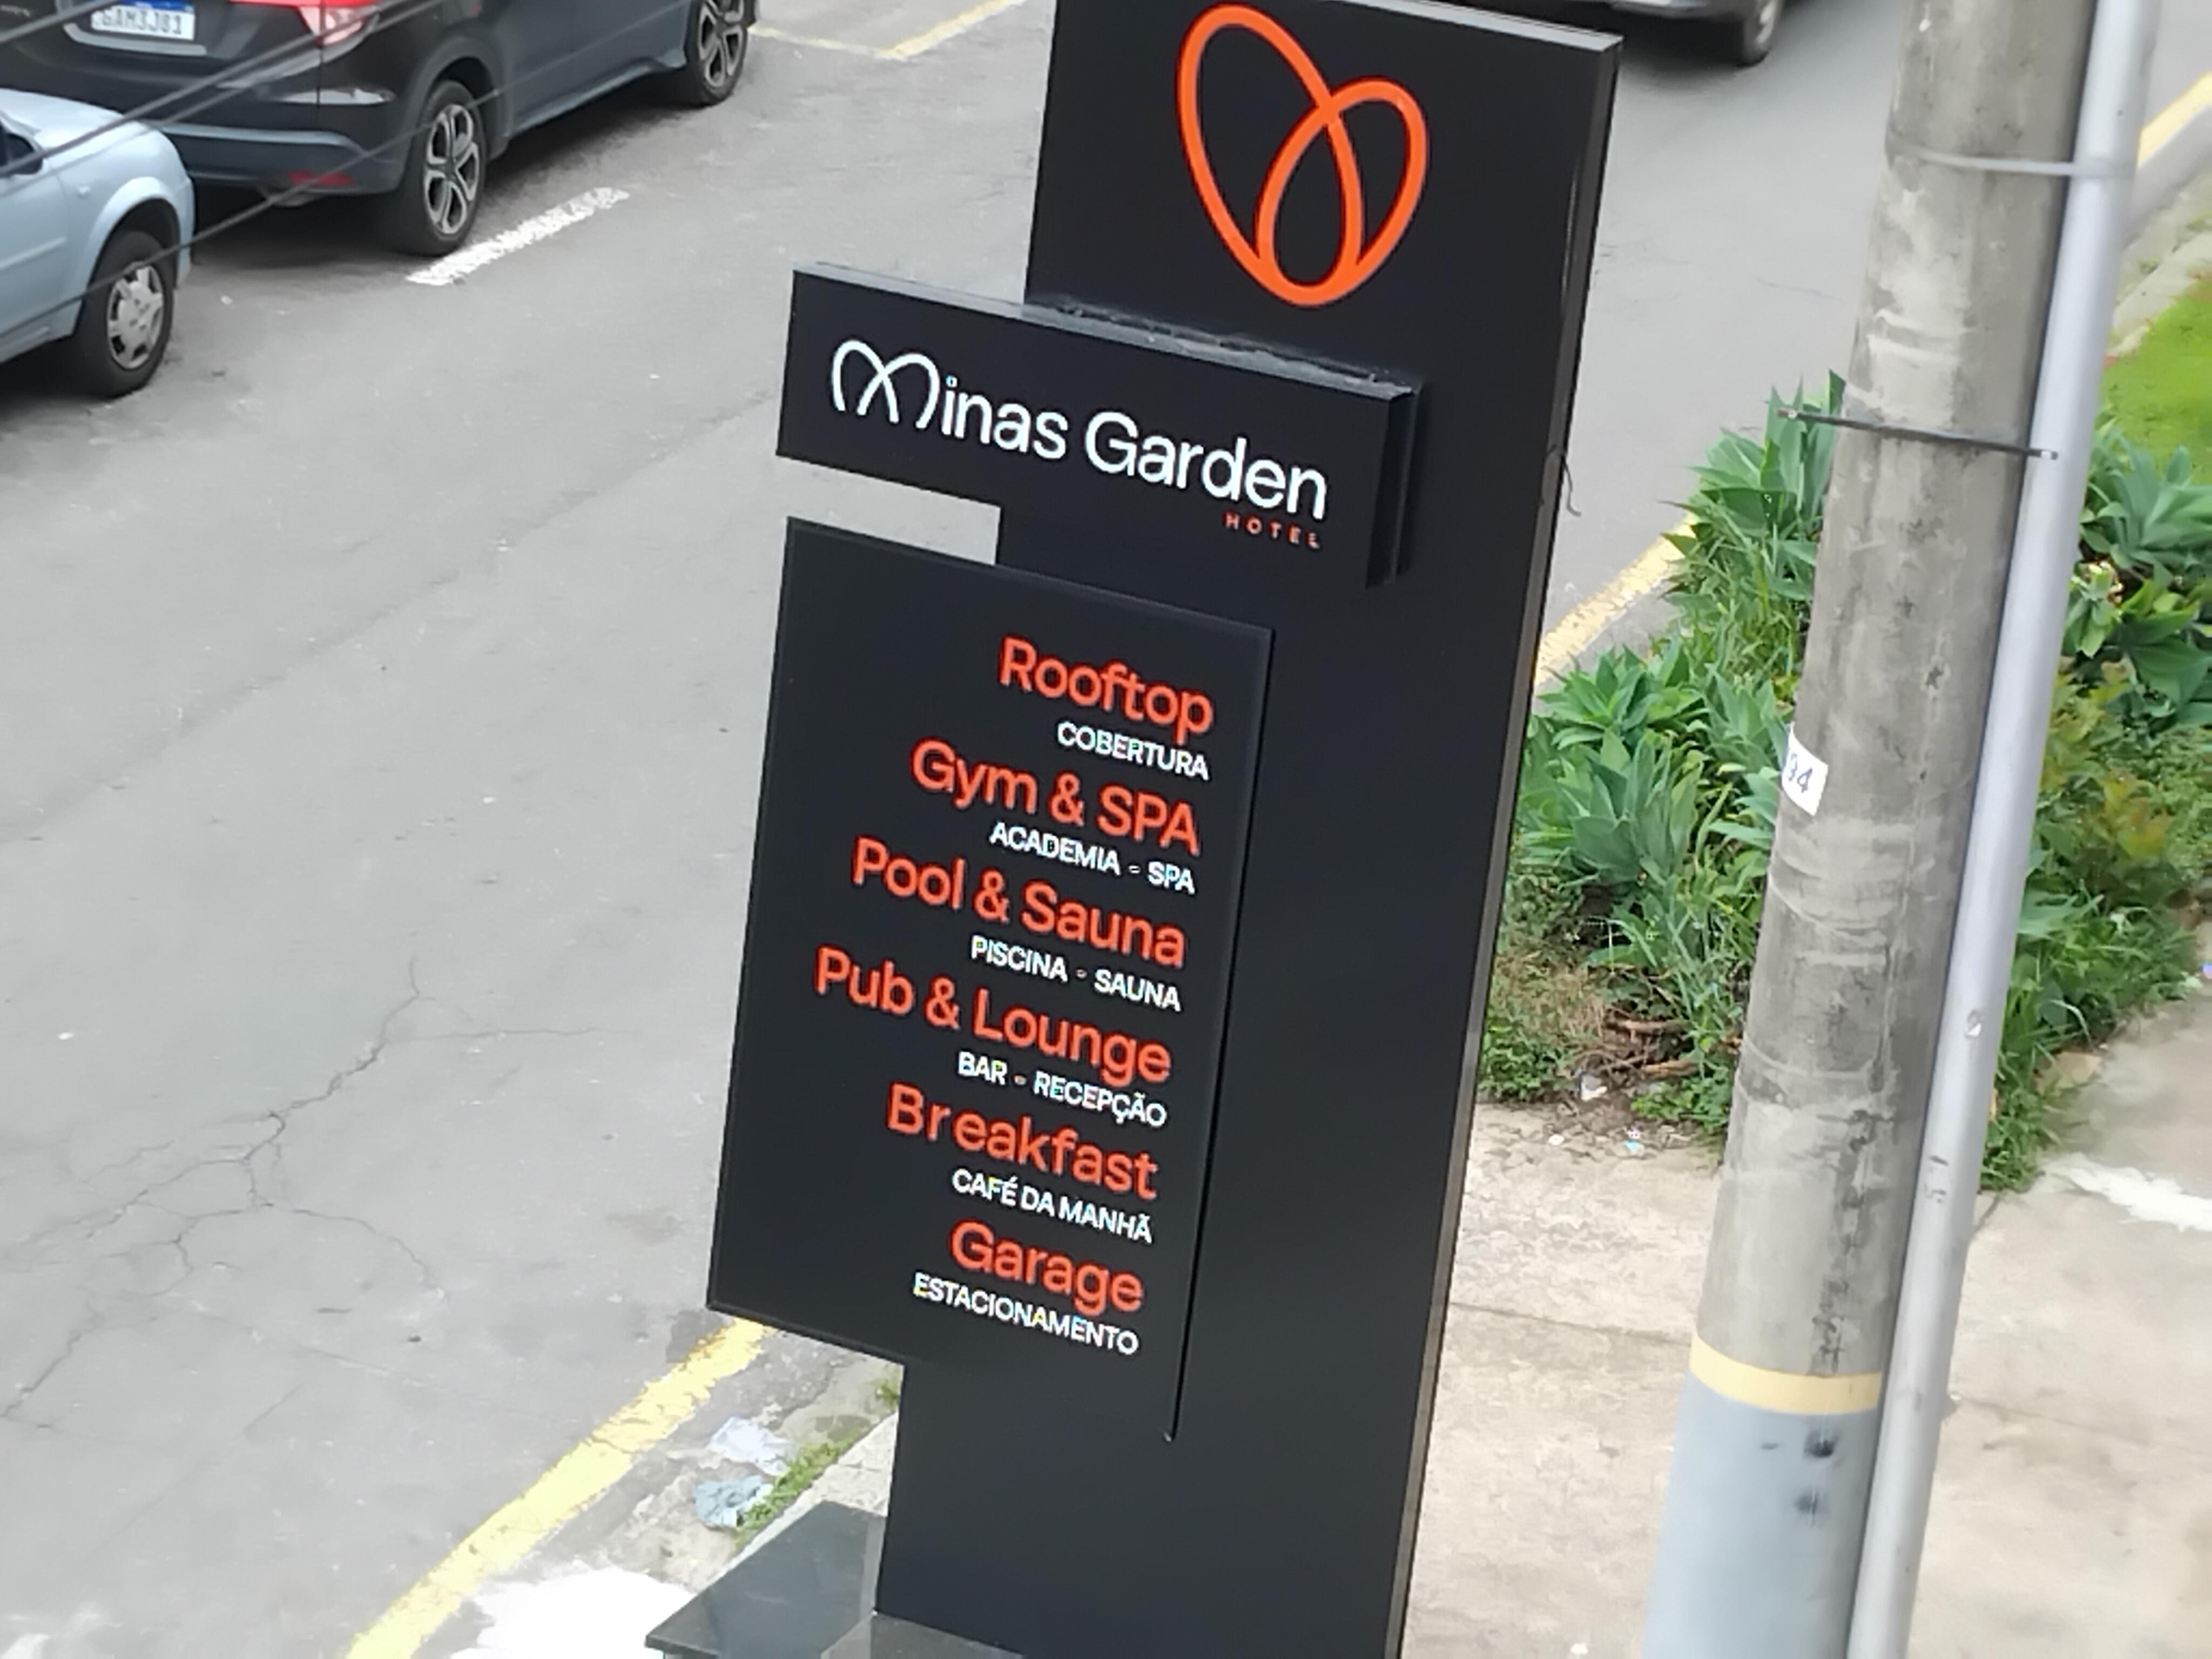 Minas Garden
HOTEL
Rooftop
COBERTURA
Gym & SPA
ACADEMIA - SPA
Pool & Sauna
PISCINA - SAUNA
Pub & Lounge
BAR - RECEPÇÃO
Breakfast
CAFÉ DA MANHÃ
Garage
ESTACIONAMENTO